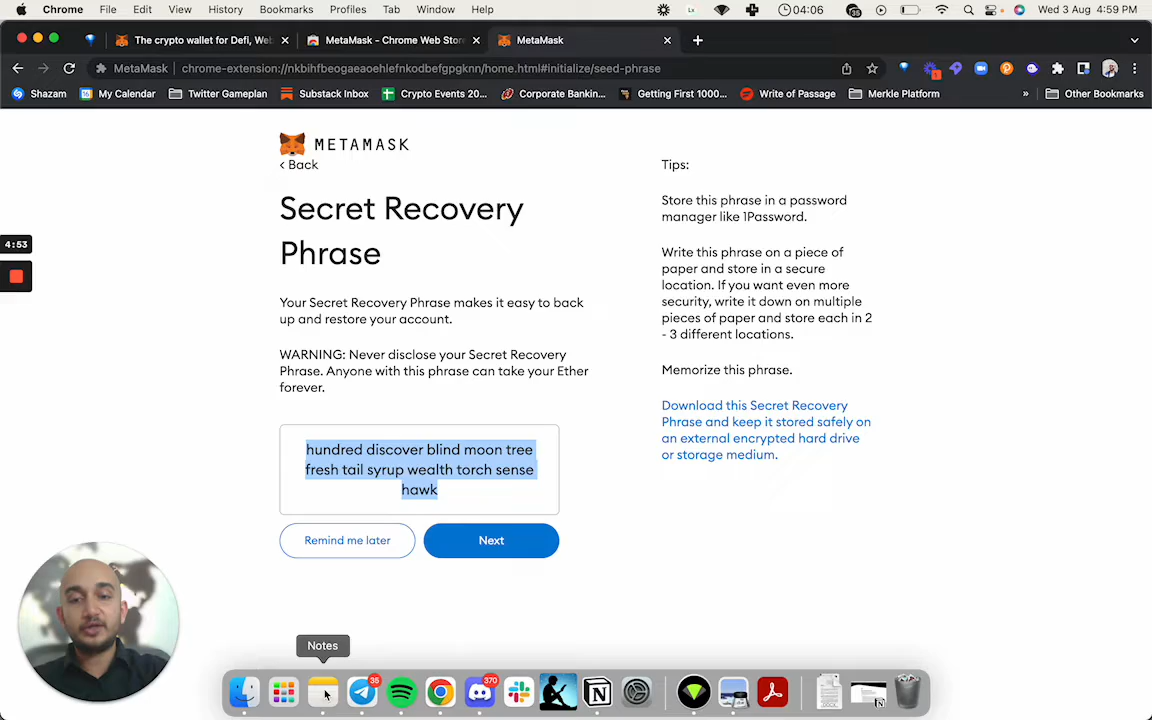 Chrome File Edit View History Bookmarks Profiles Tab Window Help 04:06 Wed 3 Aug 4:59 PM
The crypto wallet for Defi, Web MetaMask - Chrome Web Store MetaMask
MetaMask chrome-extension://nkbihfbeogaeaoehlefnkodbefgpgknn/home.html#initialize/seed-phrase
Shazam My Calendar Twitter Gameplan Substack Inbox Crypto Events 20... Corporate Bankin... Getting First 1000... Write of Passage Merkle Platform » Other Bookmarks
METAMASK
< Back
Secret Recovery
Phrase
Your Secret Recovery Phrase makes it easy to back
up and restore your account.
WARNING: Never disclose your Secret Recovery
Phrase. Anyone with this phrase can take your Ether
forever.
hundred discover blind moon tree
fresh tail syrup wealth torch sense
hawk
Remind me later Next
Tips:
Store this phrase in a password
manager like 1Password.
Write this phrase on a piece of
paper and store in a secure
location. If you want even more
security, write it down on multiple
pieces of paper and store each in 2
- 3 different locations.
Memorize this phrase.
Download this Secret Recovery
Phrase and keep it stored safely on
an external encrypted hard drive
or storage medium.
4:53
Notes
35
370